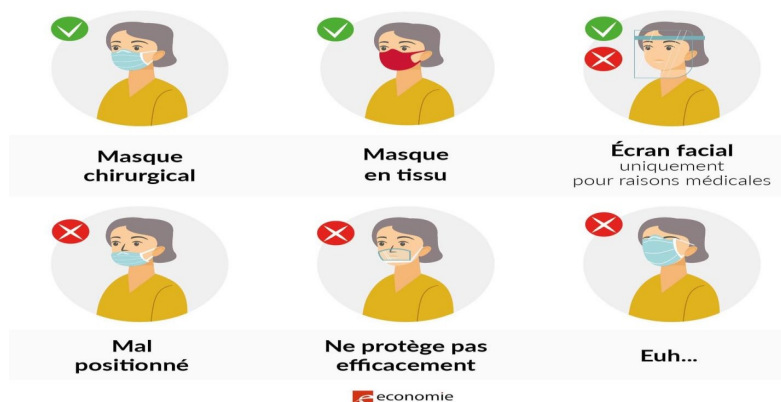 Masque
chirurgical
Masque
en tissu
Écran facial
uniquement
pour raisons médicales
Mal
positionné
Ne protège pas
efficacement
Euh...
economie